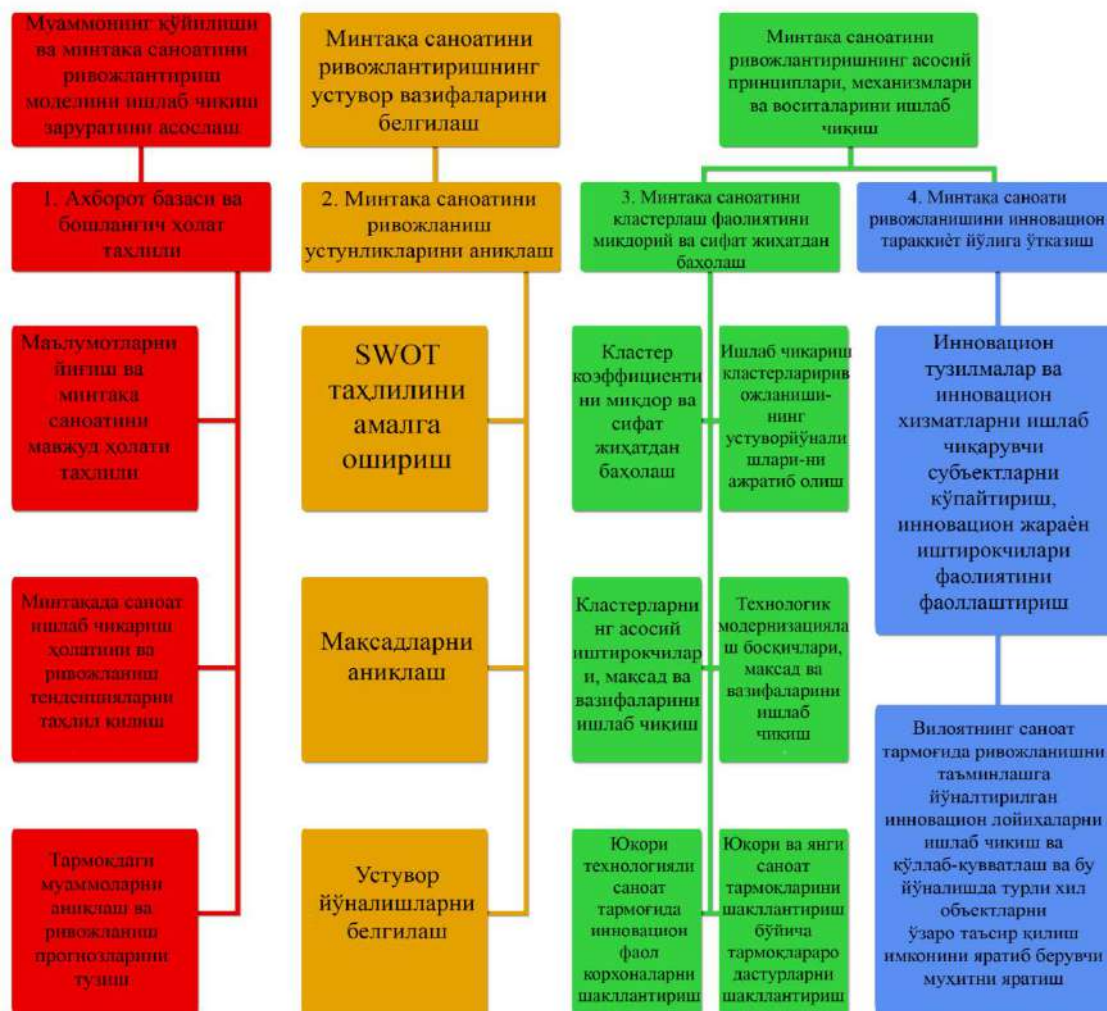 Муаммонинг қўйилиши
ва минтақа саноатини
ривожлантириш
моделини ишлаб чиқиш
заруратини асослаш
1. Ахборот базаси ва
бошланғич ҳолат
таҳлили
Маълумотларни
йиғиш ва
минтақа
саноатини
мавжуд ҳолати
таҳлили
Минтақада саноат
ишлаб чиқариш
ҳолатини ва
ривожланиш
тенденцияларни
таҳлил қилиш
Тармоқдаги
муаммоларни
аниқлаш ва
ривожланиш
прогнозларини
тузиш
Минтақа саноатини
ривожлантиришнинг
устувор вазифаларини
белгилаш
2. Минтақа саноатини
ривожланиш
устунликларини аниқлаш
SWOT
таҳлилини
амалга
ошириш
Мақсадларни
аниқлаш
Устувор
йўналишларни
белгилаш
Минтақа саноатини
ривожлантиришнинг асосий
принциплари, механизмлари
ва воситаларини ишлаб
чиқиш
3. Минтақа саноатини
кластерлаш фаолиятини
миқдорий ва сифат жиҳатдан
баҳолаш
Кластер
коэффициенти
ни миқдор ва
сифат
жиҳатдан
баҳолаш
Ишлаб чиқариш
кластерларирив
ожланиши-
нинг
устуворйўнали
шлари-ни
ажратиб олиш
Кластерларни
нг асосий
иштирокчилар
и, мақсад ва
вазифаларини
ишлаб чиқиш
Технологик
модернизацияла
ш босқичлари,
мақсад ва
вазифаларини
ишлаб
чиқиш
Юқори
технологияли
саноат
тармоғида
инновацион
фаол
корхоналарни
шакллантириш
Юқори ва янги
саноат
тармоқларини
шакллантириш
бўйича
тармоқлараро
дастурларни
шакллантириш
4. Минтақа саноати
ривожланишини инновацион
тараққиёт йўлига ўтказиш
Инновацион
тузилмалар ва
инновацион
хизматларни ишлаб
чиқарувчи
субъектларни
кўпайтириш,
инновацион жараён
иштирокчилари
фаолиятини
фаоллаштириш
Вилоятнинг саноат
тармоғида ривожланишни
таъминлашга
йўналтирилган
инновацион лойиҳаларни
ишлаб чиқиш ва
қўллаб-қувватлаш ва бу
йўналишда турли хил
объектларни
ўзаро таъсир қилиш
имконини яратиб берувчи
муҳитни яратиш